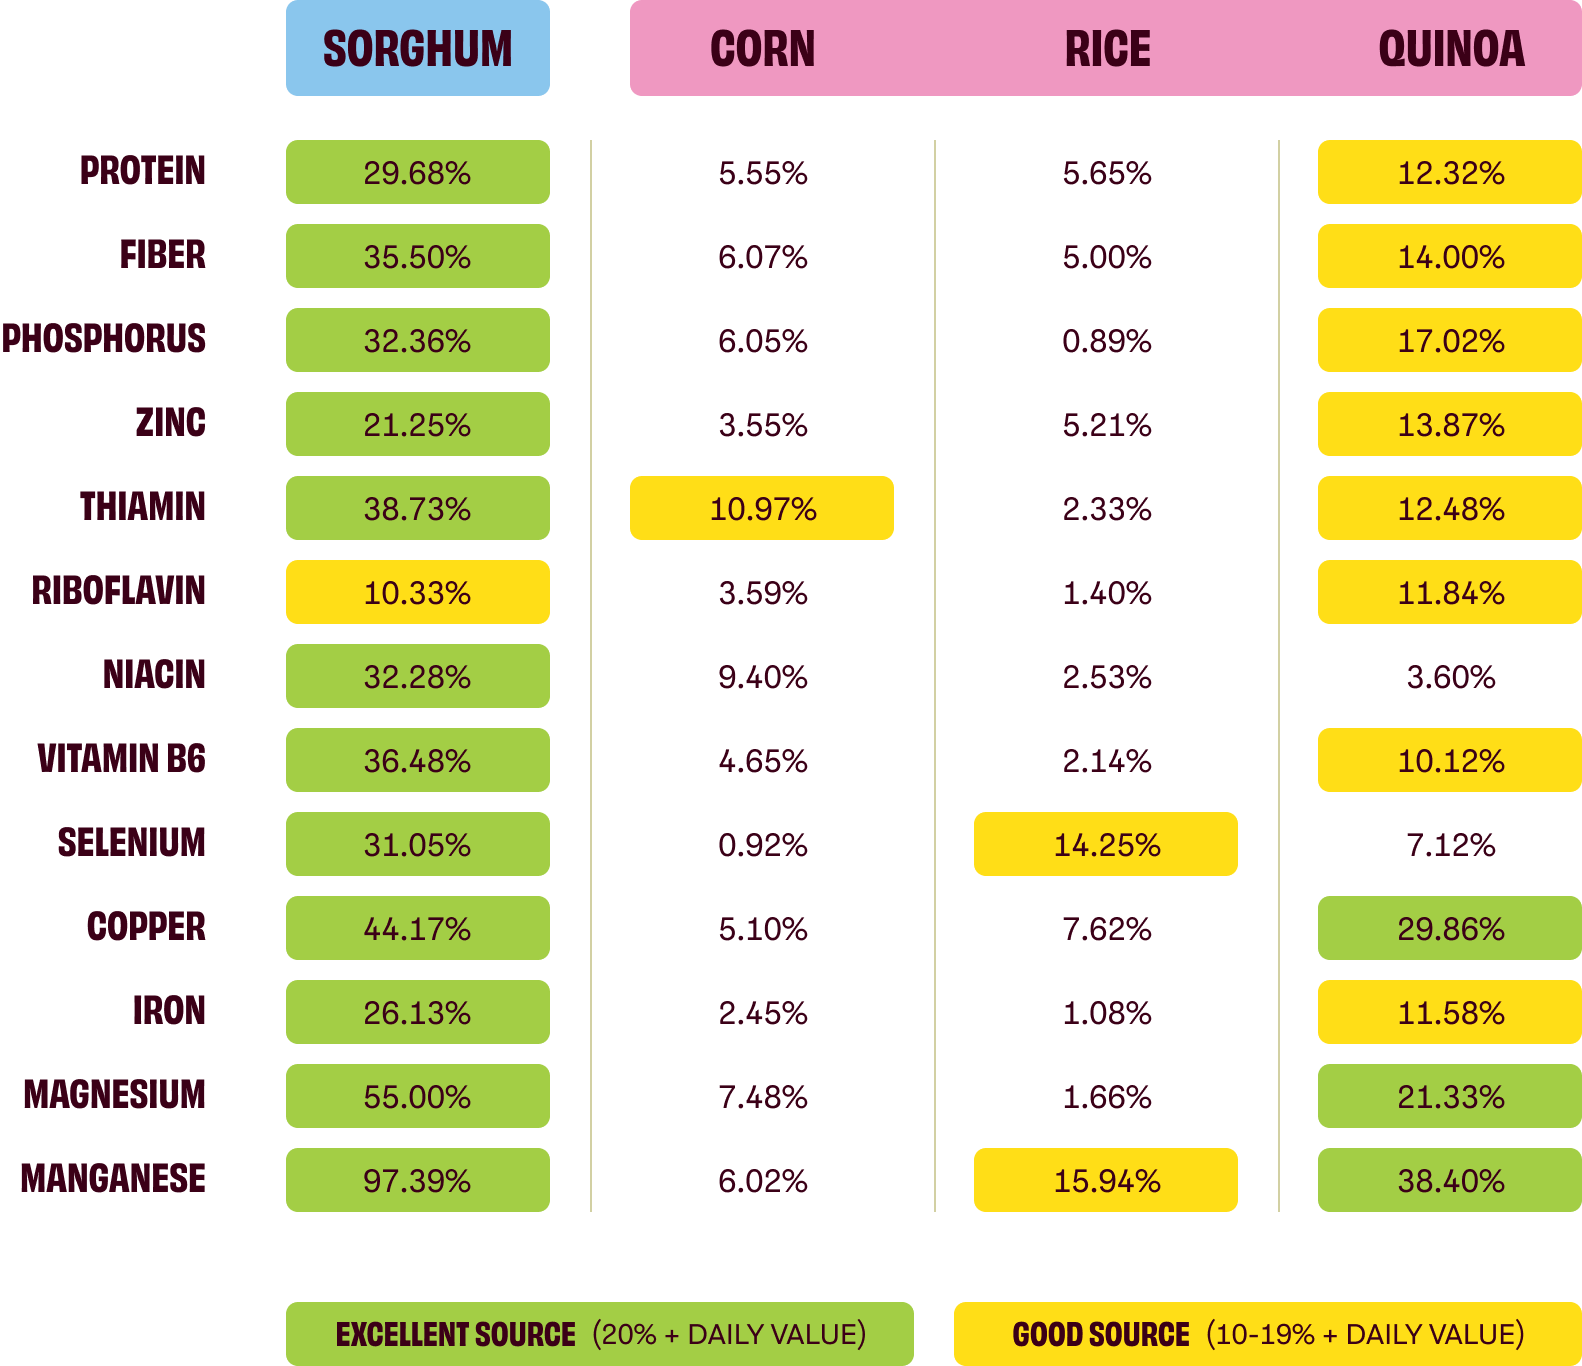 SORGHUM CORN RICE QUINOA
PROTEIN 29.68% 5.55% 5.65% 12.32%
FIBER 35.50% 6.07% 5.00% 14.00%
PHOSPHORUS 32.36% 6.05% 0.89% 17.02%
ZINC 21.25% 3.55% 5.21% 13.87%
THIAMIN 38.73% 10.97% 2.33% 12.48%
RIBOFLAVIN 10.33% 3.59% 1.40% 11.84%
NIACIN 32.28% 9.40% 2.53% 3.60%
VITAMIN B6 36.48% 4.65% 2.14% 10.12%
SELENIUM 31.05% 0.92% 14.25% 7.12%
COPPER 44.17% 5.10% 7.62% 29.86%
IRON 26.13% 2.45% 1.08% 11.58%
MAGNESIUM 55.00% 7.48% 1.66% 21.33%
MANGANESE 97.39% 6.02% 15.94% 38.40%
EXCELLENT SOURCE (20% + DAILY VALUE) GOOD SOURCE (10-19% + DAILY VALUE)